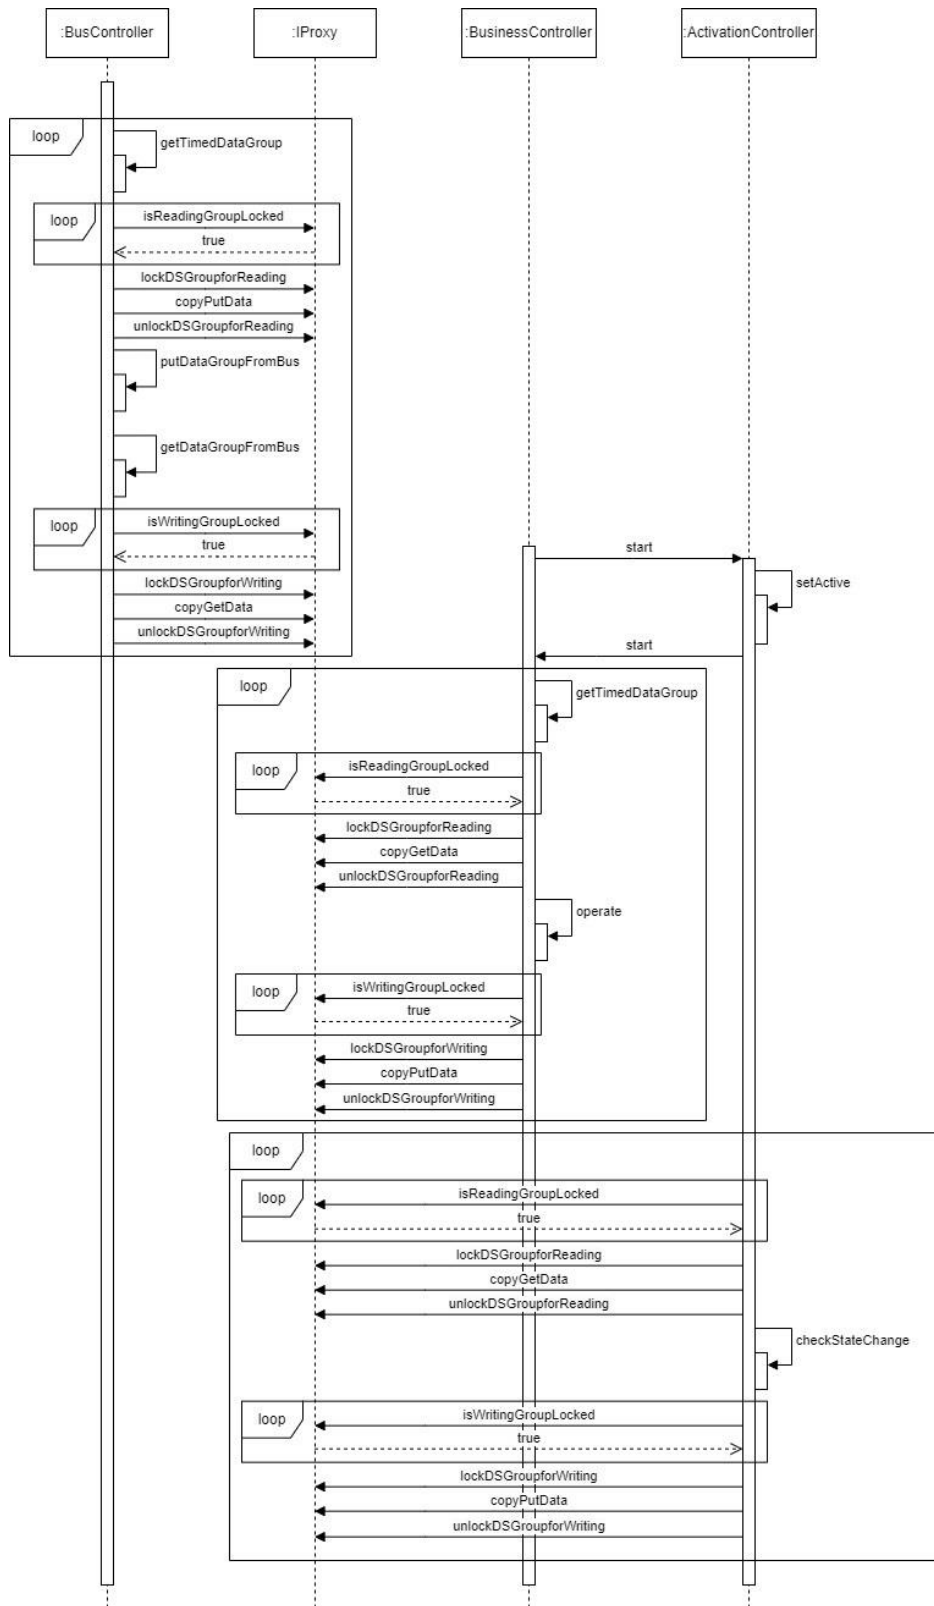 :BusController
:IProxy
:BusinessController
:ActivationController
loop
getTimedDataGroup
loop
isReadingGroupLocked
true
lockDSGroupforReading
copyPutData
unlockDSGroupforReading
putDataGroupFromBus
getDataGroupFromBus
loop
isWritingGroupLocked
true
start
lockDSGroupforWriting
setActive
copyGetData
unlockDSGroupforWriting
start
loop
getTimedDataGroup
loop
isReadingGroupLocked
true
lockDSGroupforReading
copyGetData
unlockDSGroupforReading
operate
loop
isWritingGroupLocked
true
lockDSGroupforWriting
copyPutData
unlockDSGroupforWriting
loop
loop
isReadingGroupLocked
true
lockDSGroupforReading
copyGetData
unlockDSGroupforReading
checkStateChange
loop
isWritingGroupLocked
true
lockDSGroupforWriting
copyPutData
unlockDSGroupforWriting